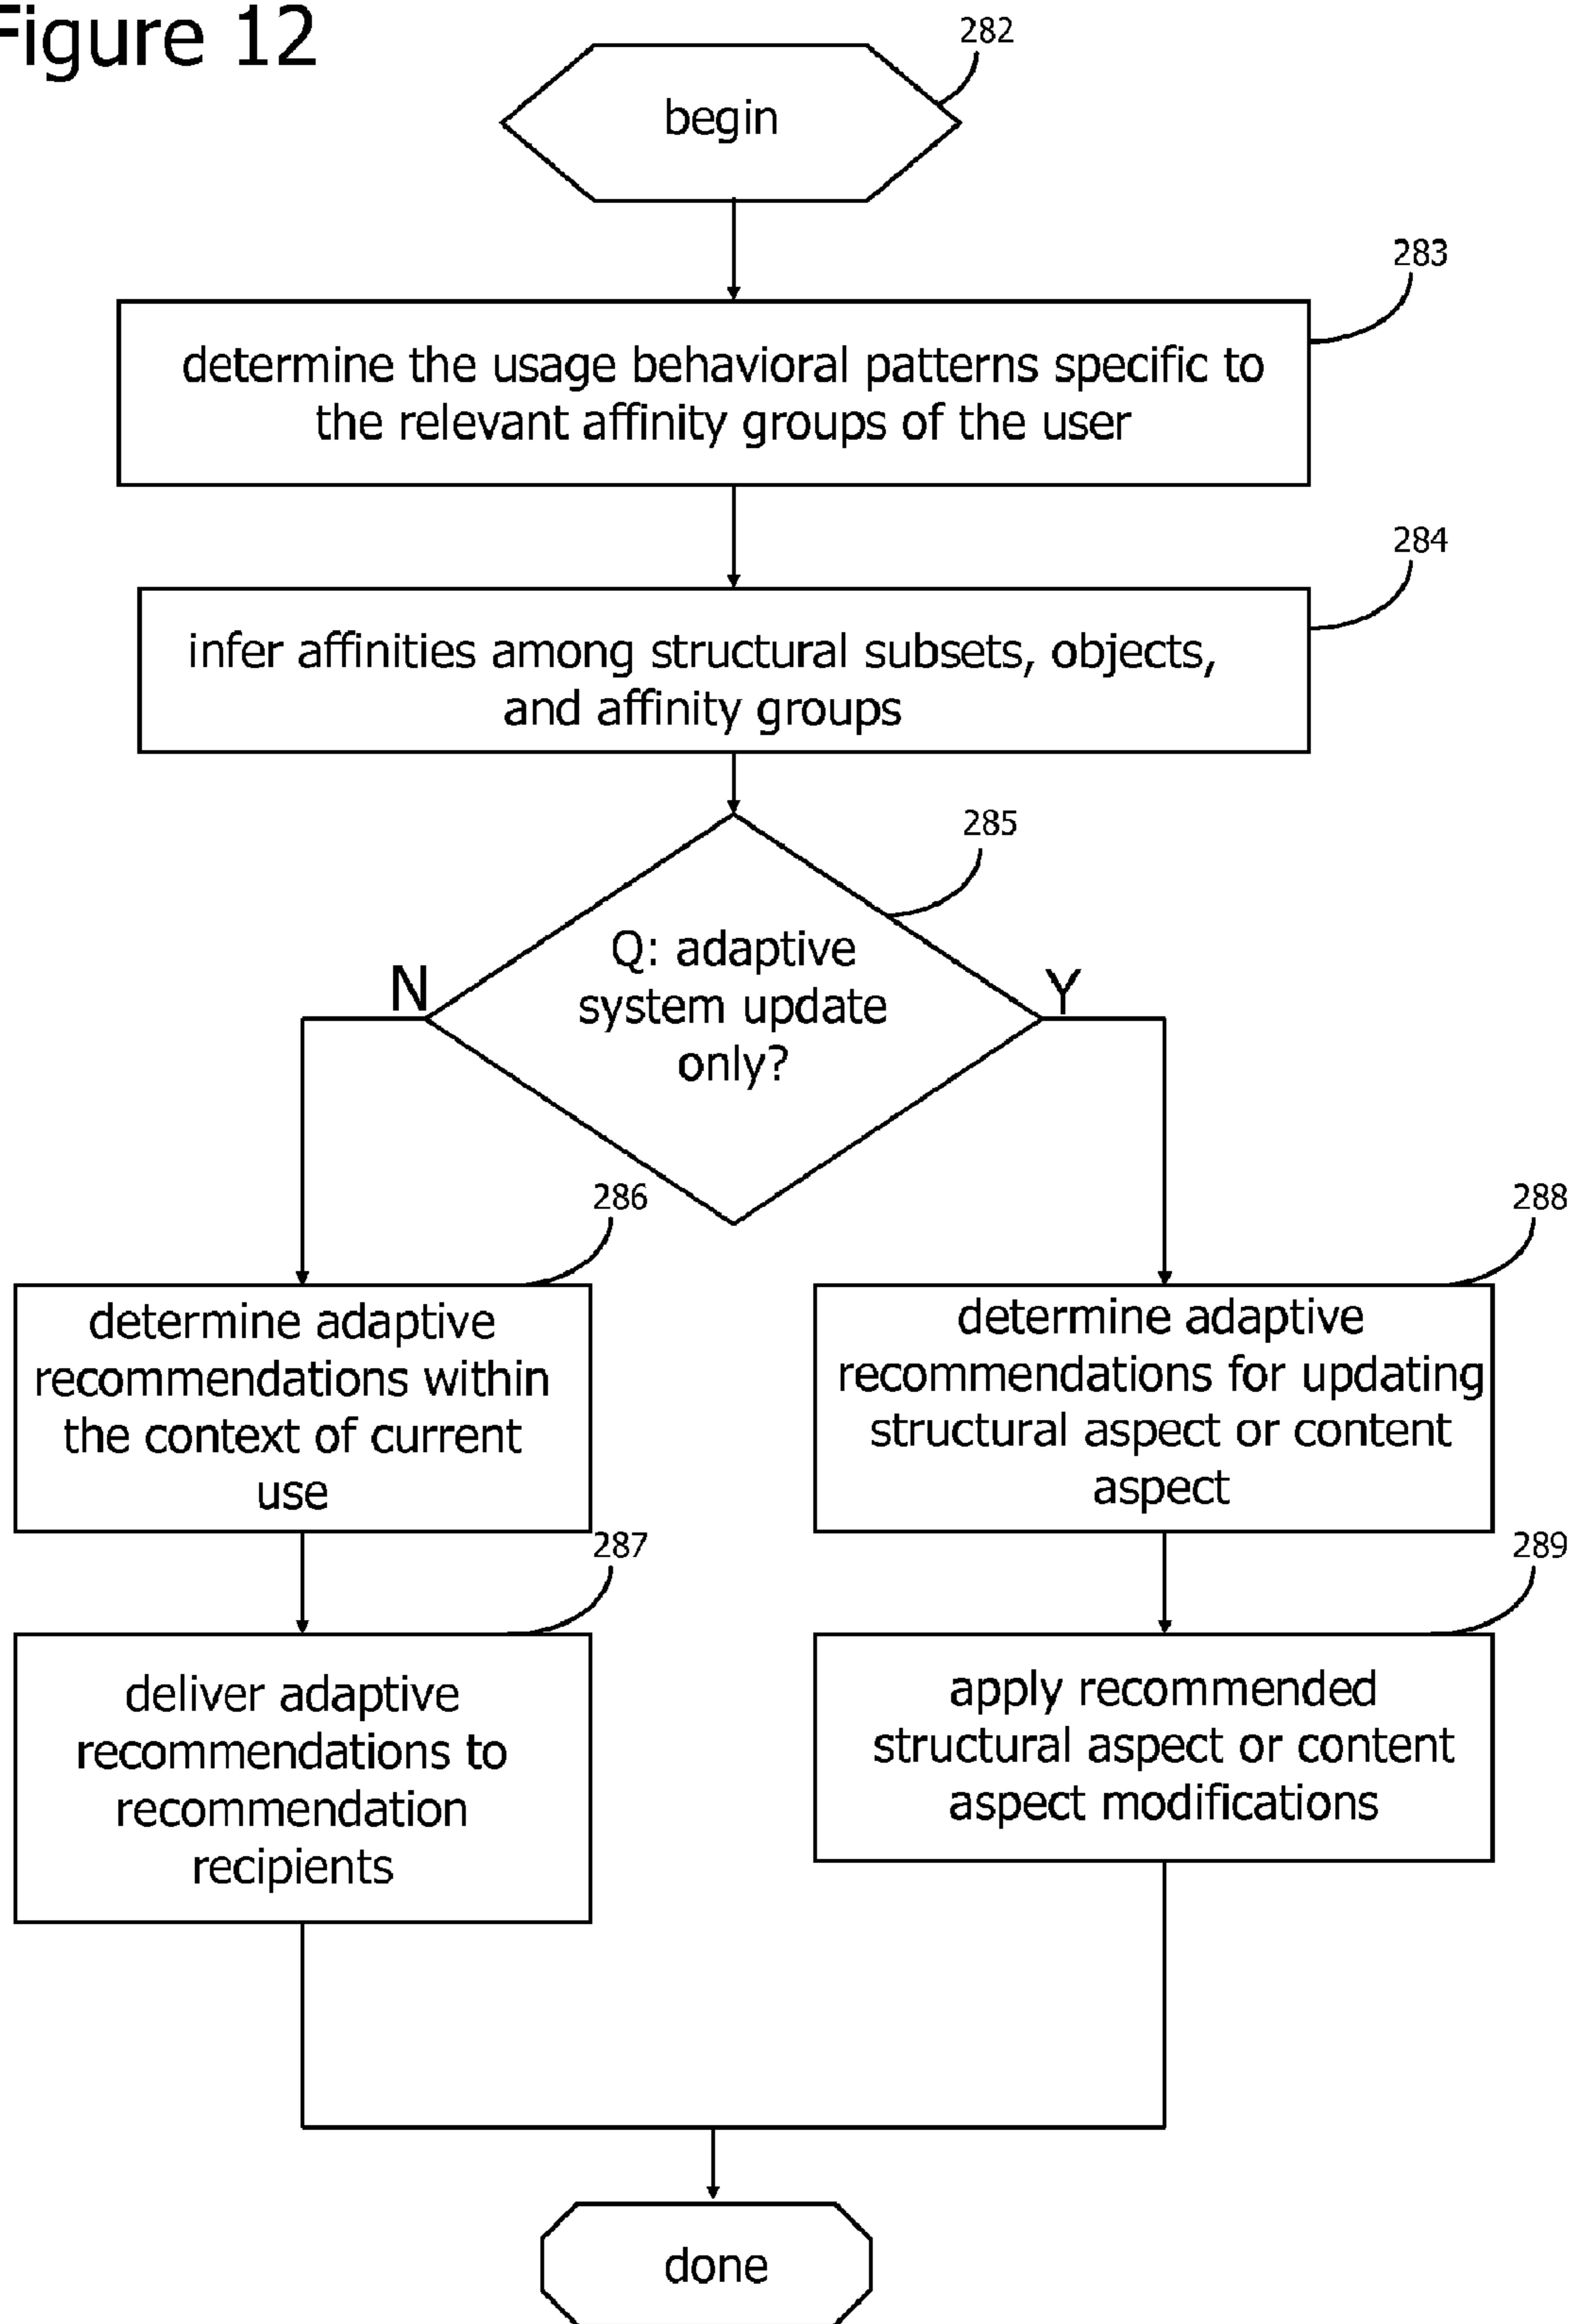 Figure 12
282
begin
283
determine the usage behavioral patterns specific to
the relevant affinity groups of the user
284
infer affinities among structural subsets, objects,
and affinity groups
285
Q: adaptive
system update
only?
N
Y
286
determine adaptive
recommendations within
the context of current
use
288
determine adaptive
recommendations for updating
structural aspect or content
aspect
287
deliver adaptive
recommendations to
recommendation
recipients
289
apply recommended
structural aspect or content
aspect modifications
done